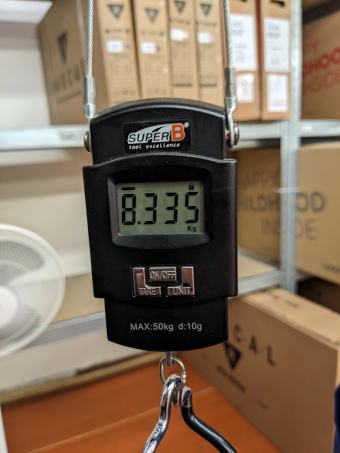 SUPER B
tool excellence
8.335
Kg
ON/OFF
TARE UNIT
MAX:50kg d:10g
HAPPY
CHILDHOOD
INSIDE